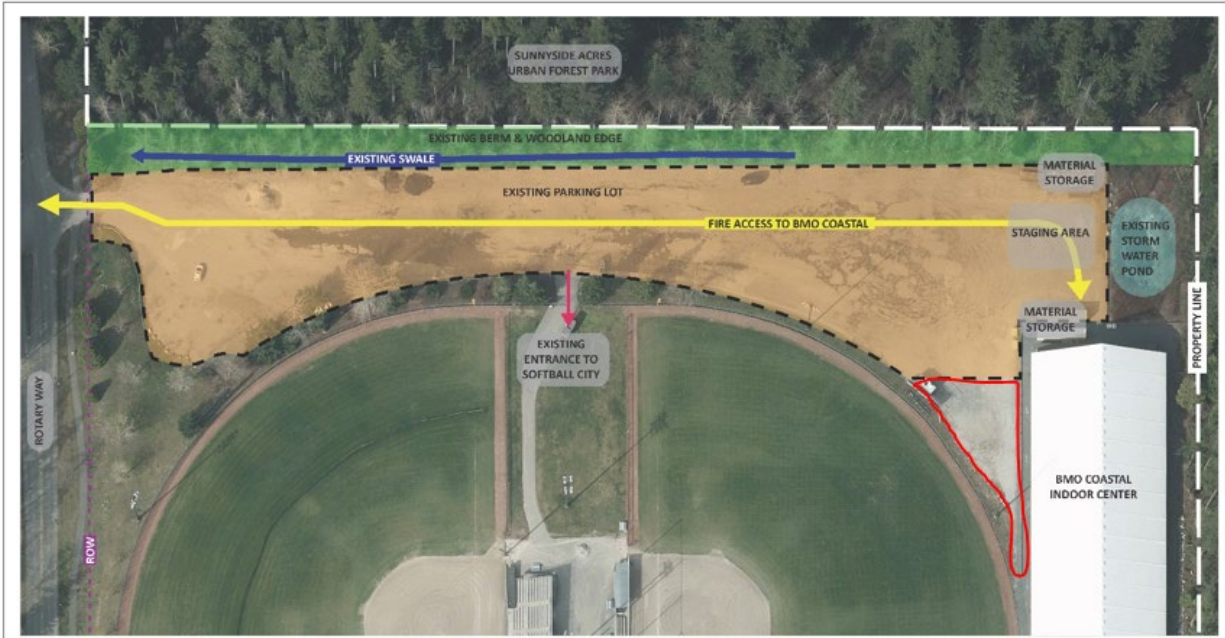 SUNNYSIDE ACRES
URBAN FOREST PARK
EXISTING BERM & WOODLAND EDGE
EXISTING SWALE
MATERIAL
STORAGE
EXISTING PARKING LOT
FIRE ACCESS TO BMO COASTAL
STAGING AREA
EXISTING
STORM
WATER
POND
MATERIAL
STORAGE
PROPERTY LINE
EXISTING
ENTRANCE TO
SOFTBALL CITY
ROTARY WAY
ROW
BMO COASTAL
INDOOR CENTER